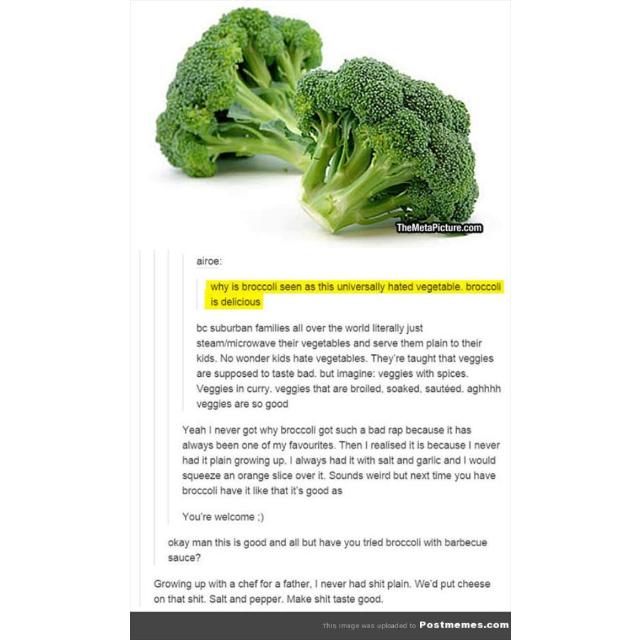 TheMetaPicture.com
airoe:
why is broccoli seen as this universally hated vegetable. broccoli
is delicious
bc suburban families all over the world literally just
steam/microwave their vegetables and serve them plain to their
kids. No wonder kids hate vegetables. They're taught that veggies
are supposed to taste bad. but imagine: veggies with spices.
Veggies in curry. veggies that are broiled, soaked, sautéed. aghhhh
veggies are so good
Yeah I never got why broccoli got such a bad rap because it has
always been one of my favourites. Then I realised it is because I never
had it plain growing up. I always had it with salt and garlic and I would
squeeze an orange slice over it. Sounds weird but next time you have
broccoli have it like that it's good as
You're welcome :)
okay man this is good and all but have you tried broccoli with barbecue
sauce?
Growing up with a chef for a father, I never had shit plain. We'd put cheese
on that shit. Salt and pepper. Make shit taste good.
This image was uploaded to Postmemes.com